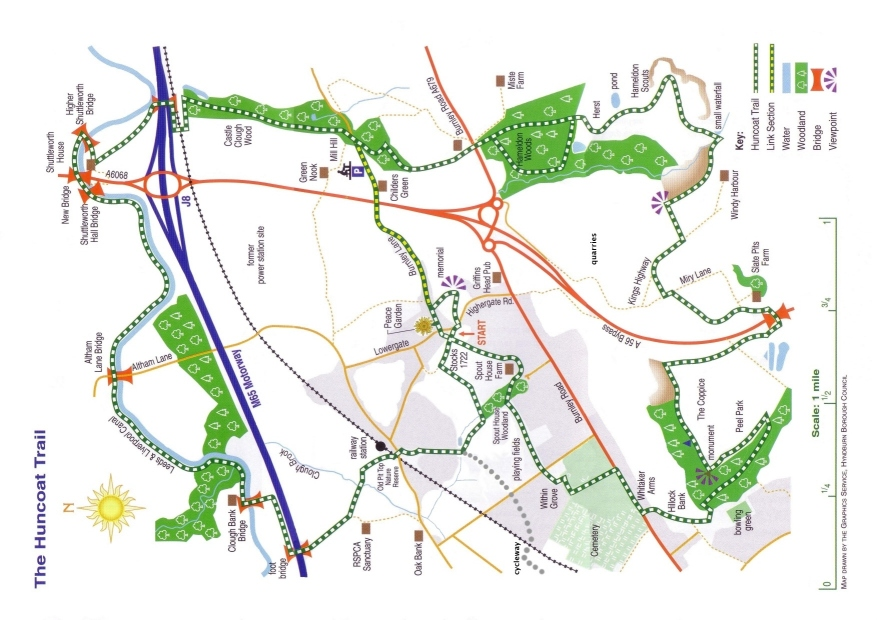 The Huncoat Trail
N
Shuttleworth
House
Higher
Shuttleworth
Bridge
New Bridge
A6068
Shuttleworth
Hall Bridge
J8
Altham
Lane Bridge
Altham Lane
Leeds & Liverpool Canal
M65 Motorway
Clough Bank
Bridge
foot
bridge
Clough Brook
RSPCA
Sanctuary
Oak Bank
railway
station
Old Pit Top
Nature
Reserve
cycleway
former
power station site
Castle
Clough
Wood
Mill Hill
Green
Nook
P
Childers
Green
Burnley Lane
Peace
Garden
Lowergate
memorial
START
Stocks
1722
Highergate Rd.
Griffins
Head Pub
Spout
House
Farm
Spout House
Woodland
playing fields
Within
Grove
Cemetery
Burnley Road
Whitaker
Arms
Hillock
Bank
bowling
green
monument
The Coppice
Peel Park
Burnley Road A679
Miste
Farm
Hameldon
Woods
Herst
pond
Hameldon
Scouts
small waterfall
Windy Harbour
quarries
Kings Highway
Miry Lane
Slate Pits
Farm
A 56 Bypass
Key:
Huncoat Trail
Link Section
Water
Woodland
Bridge
Viewpoint
0
1/4
1/2
3/4
1
Scale: 1 mile
MAP DRAWN BY THE GRAPHICS SERVICE, HYNDBURN BOROUGH COUNCIL